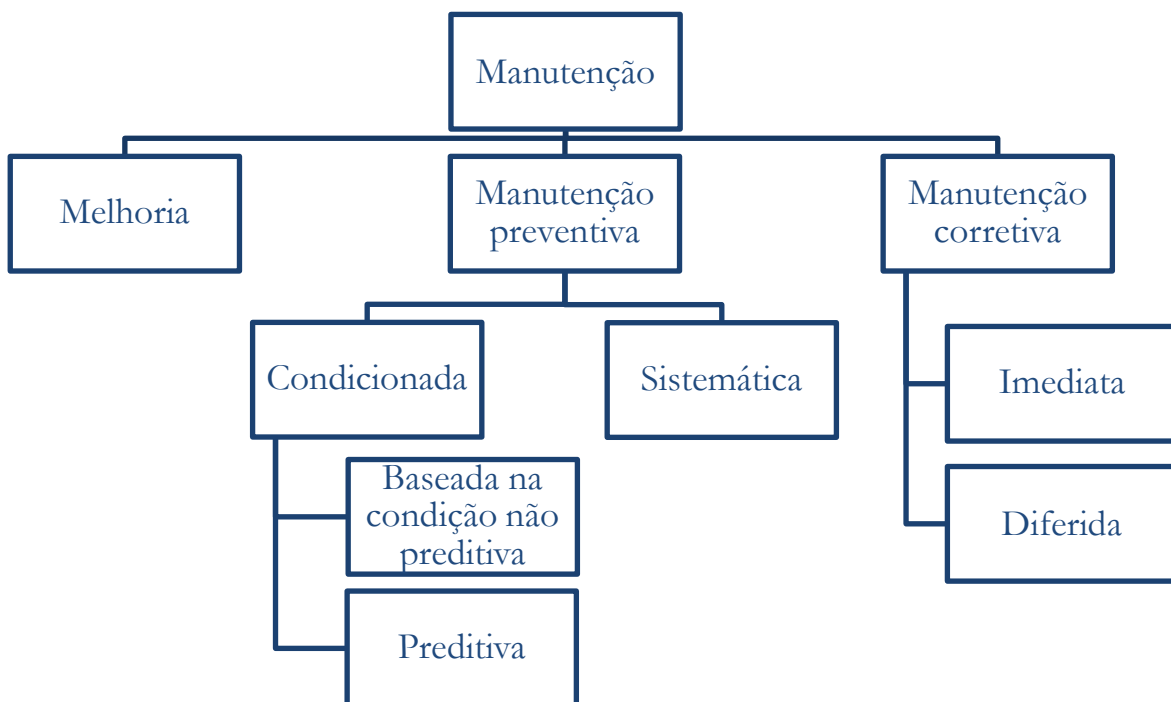 Manutenção
Melhoria
Manutenção
preventiva
Manutenção
corretiva
Condicionada
Sistemática
Imediata
Baseada na
condição não
preditiva
Diferida
Preditiva